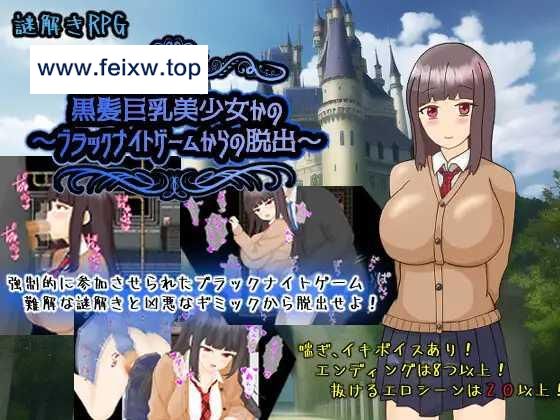 謎解きRPG
www.feixw.top
黒髪巨乳美少女かの
～ブラックナイトゲームからの脱出～
強制的に参加させられたブラックナイトゲーム
難解な謎解きと凶悪なギミックから脱出せよ！
喘ぎ、イキボイスあり！
エンディングは8つ以上！
抜けるエロシーンは20以上！